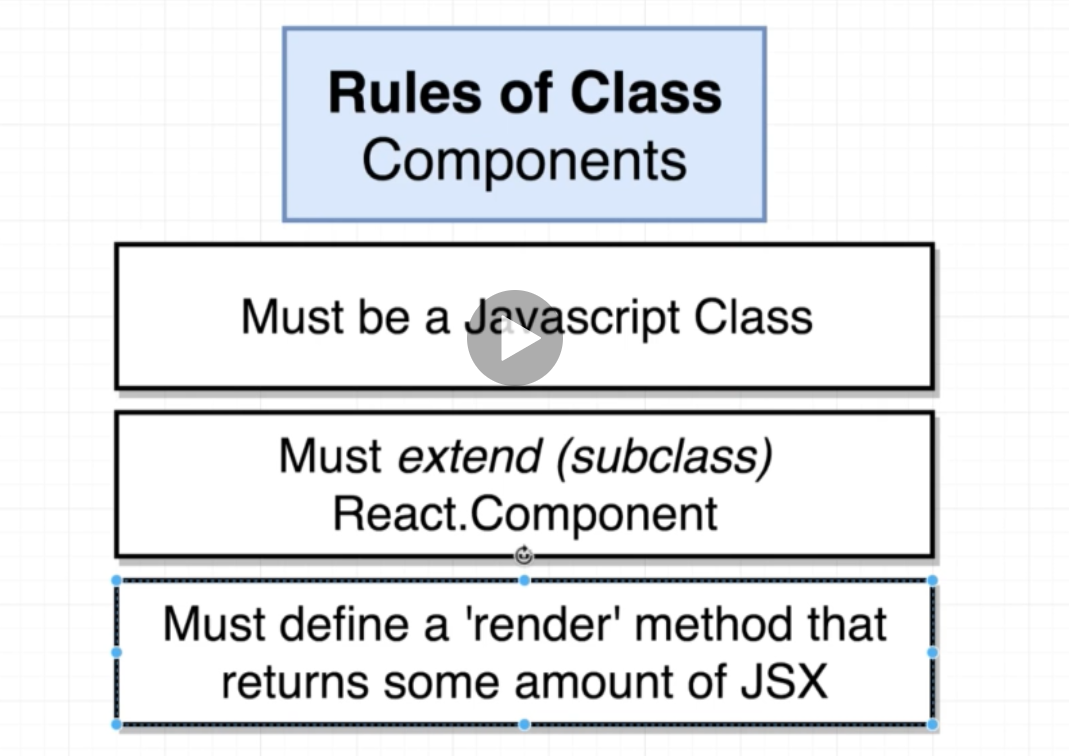 Rules of Class
Components
Must be a Javascript Class
Must extend (subclass)
React.Component
Must define a 'render' method that
returns some amount of JSX